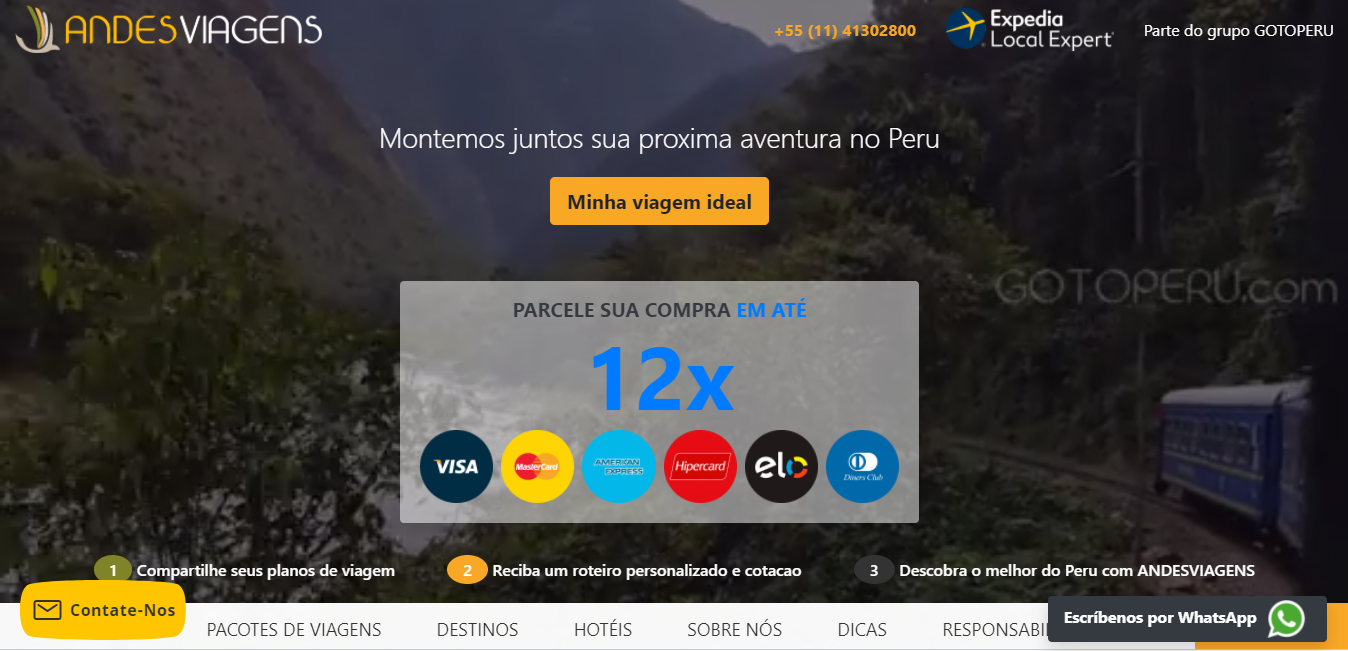 ANDESVIAGENS
+55 (11) 41302800
Expedia
Local Expert
Parte do grupo GOTOPERU
Montemos juntos sua proxima aventura no Peru
Minha viagem ideal
GOTOPERU.com
PARCELE SUA COMPRA EM ATÉ
12x
VISA
MasterCard
AMERICAN
EXPRESS
Hipercard
elo
Diners Club
1 Compartilhe seus planos de viagem
2 Reciba um roteiro personalizado e cotacao
3 Descobra o melhor do Peru com ANDESVIAGENS
Contate-Nos
PACOTES DE VIAGENS
DESTINOS
HOTÉIS
SOBRE NÓS
DICAS
RESPONSABI
Escríbenos por WhatsApp